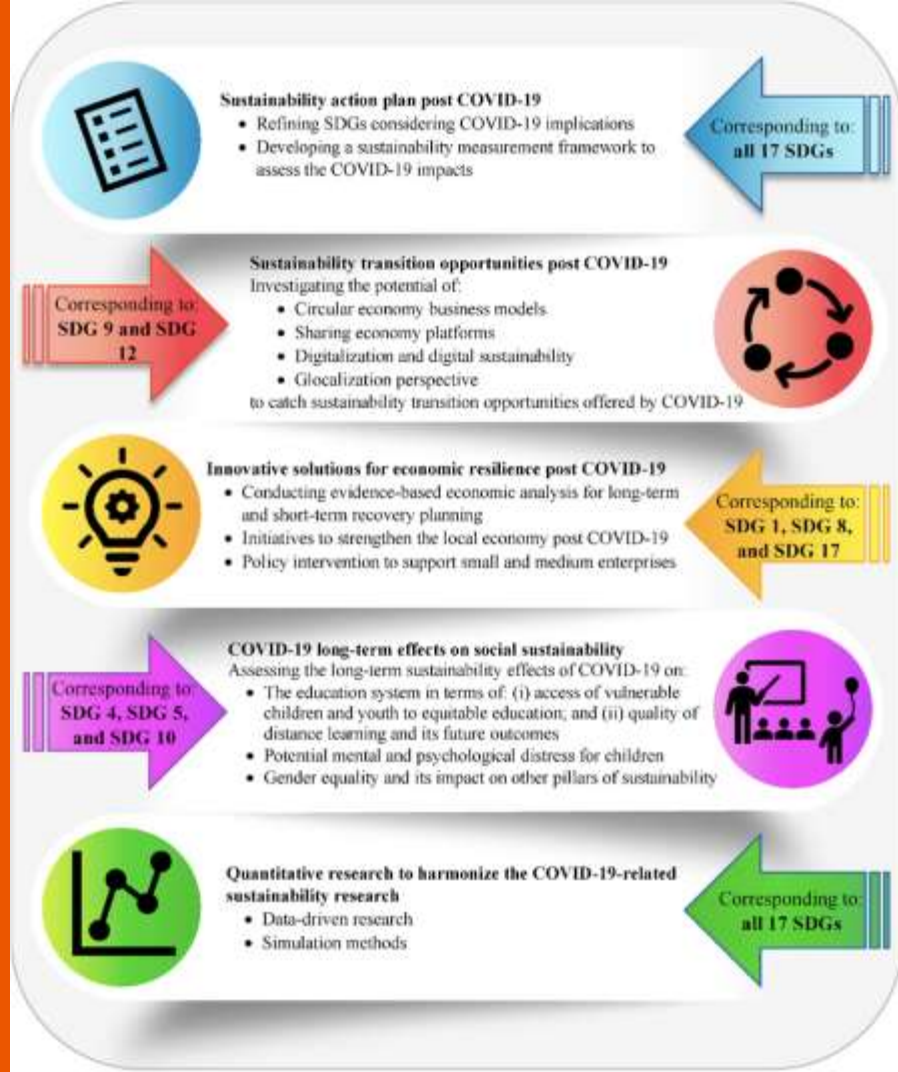 Sustainability action plan post COVID-19
• Refining SDGs considering COVID-19 implications
• Developing a sustainability measurement framework to
assess the COVID-19 impacts
Corresponding to:
all 17 SDGs
Corresponding to:
SDG 9 and SDG
12
Sustainability transition opportunities post COVID-19
Investigating the potential of:
• Circular economy business models
• Sharing economy platforms
• Digitalization and digital sustainability
• Glocalization perspective
to catch sustainability transition opportunities offered by COVID-19
Innovative solutions for economic resilience post COVID-19
• Conducting evidence-based economic analysis for long-term
and short-term recovery planning
• Initiatives to strengthen the local economy post COVID-19
• Policy intervention to support small and medium enterprises
Corresponding to:
SDG 1, SDG 8,
and SDG 17
Corresponding to:
SDG 4, SDG 5,
and SDG 10
COVID-19 long-term effects on social sustainability
Assessing the long-term sustainability effects of COVID-19 on:
• The education system in terms of: (i) access of vulnerable
children and youth to equitable education; and (ii) quality of
distance learning and its future outcomes
• Potential mental and psychological distress for children
• Gender equality and its impact on other pillars of sustainability
Quantitative research to harmonize the COVID-19-related
sustainability research
• Data-driven research
• Simulation methods
Corresponding to:
all 17 SDGs